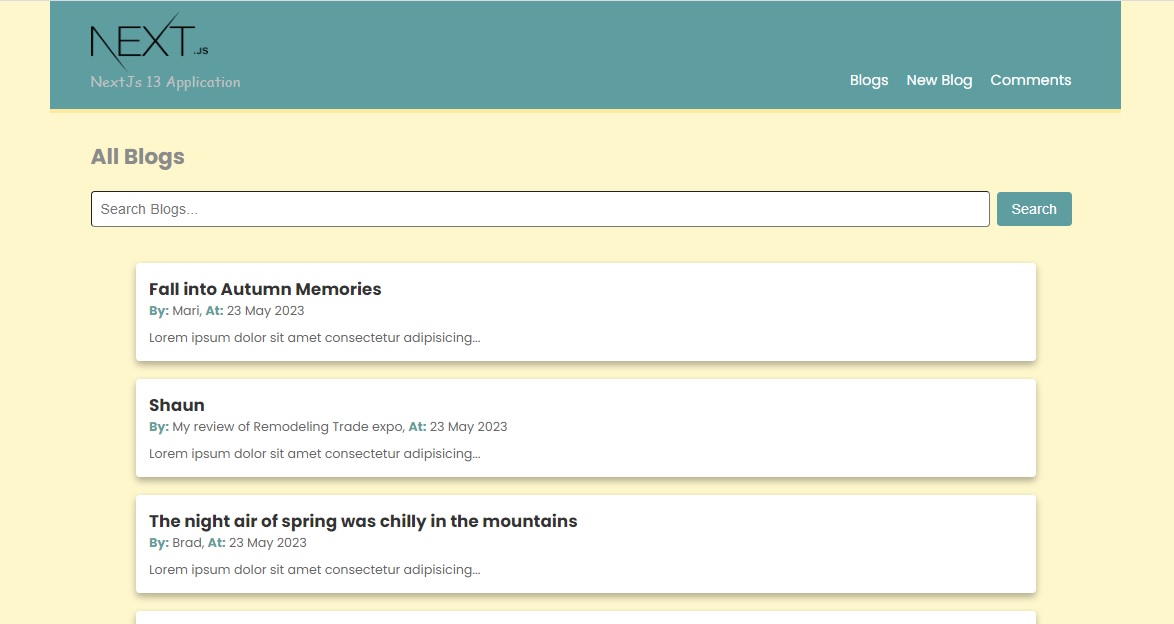 NEXT.JS
NextJs 13 Application
Blogs New Blog Comments
All Blogs
Search Blogs... Search
Fall into Autumn Memories
By: Mari, At: 23 May 2023
Lorem ipsum dolor sit amet consectetur adipisicing...
Shaun
By: My review of Remodeling Trade expo, At: 23 May 2023
Lorem ipsum dolor sit amet consectetur adipisicing...
The night air of spring was chilly in the mountains
By: Brad, At: 23 May 2023
Lorem ipsum dolor sit amet consectetur adipisicing...